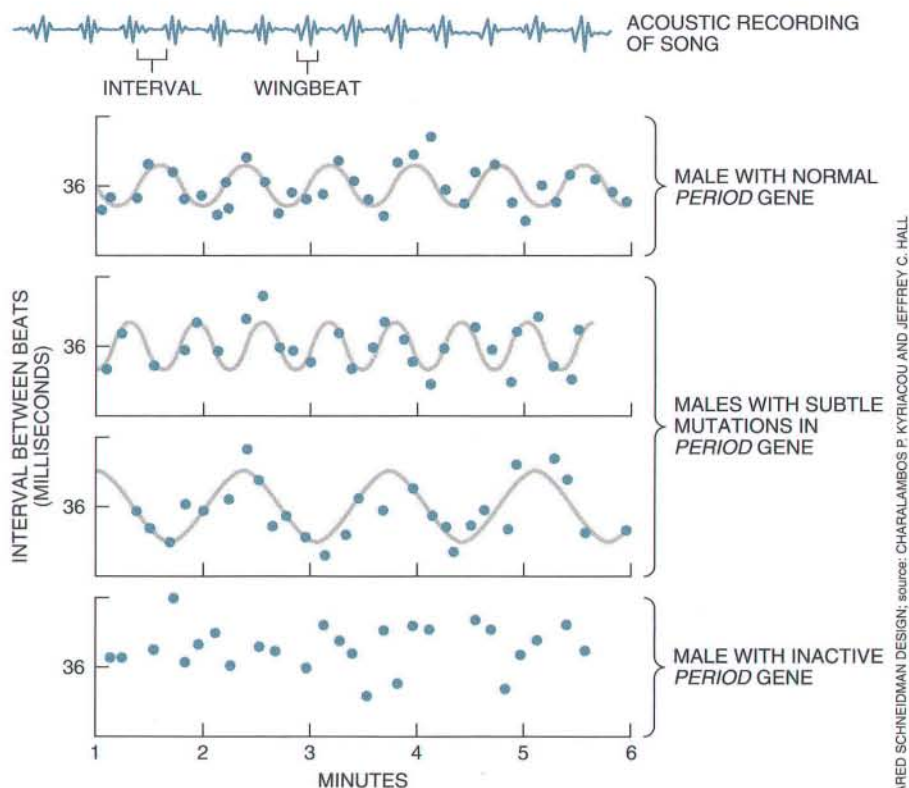 ACOUSTIC RECORDING
OF SONG
INTERVAL
WINGBEAT
36
MALE WITH NORMAL
PERIOD GENE
36
MALES WITH SUBTLE
MUTATIONS IN
PERIOD GENE
36
MALE WITH INACTIVE
PERIOD GENE
36
INTERVAL BETWEEN BEATS
(MILLISECONDS)
1 2 3 4 5 6
MINUTES
JARED SCHNEIDMAN DESIGN; source: CHARALAMBOS P. KYRIACOU AND JEFFREY C. HALL